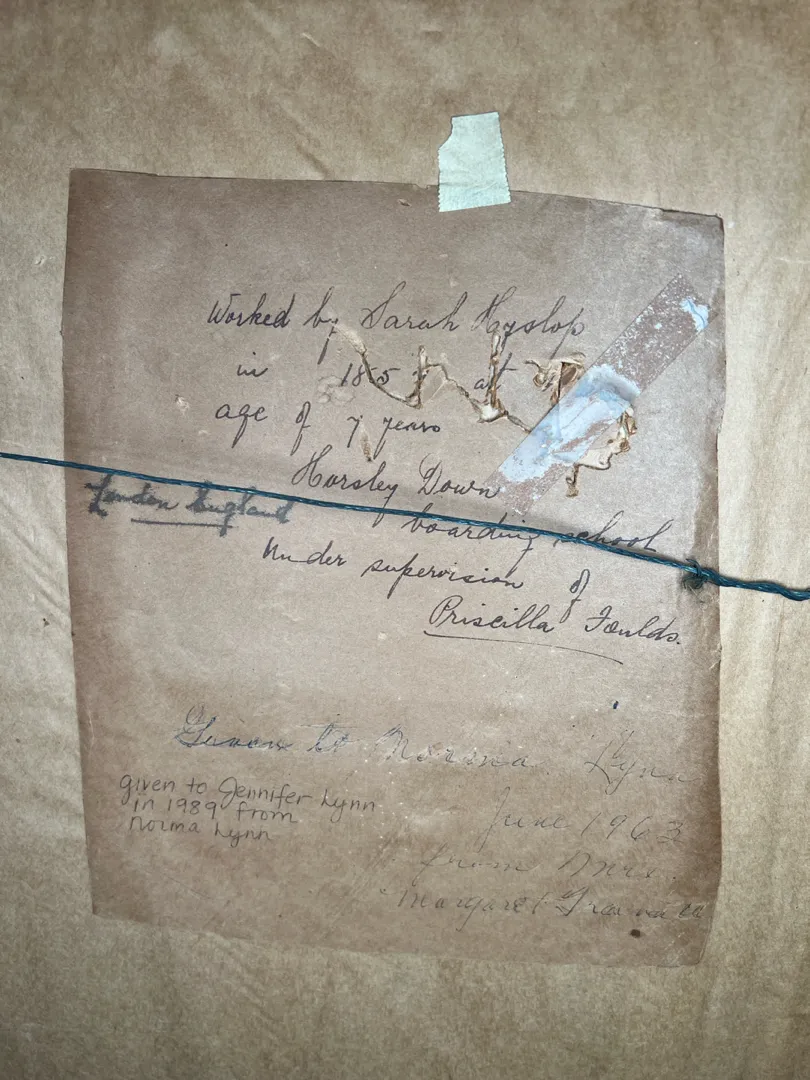 Worked by Sarah Hyslop
in 185 at
age of 7 years
Horsley Down
London England
boarding school
Under supervision of
Priscilla Foulds.
Given to Norma Lynn
June 1963
from Mrs.
Margaret
given to Jennifer Lynn
in 1989 from
Norma Lynn